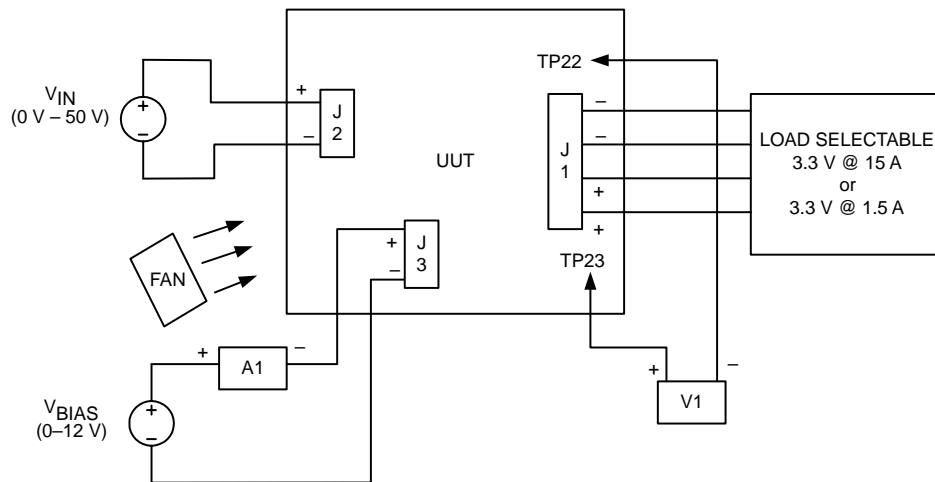 TP22
+
–
V_IN
(0 V – 50 V)
+
–
+
–
J
2
UUT
J
1
–
–
+
+
LOAD SELECTABLE
3.3 V @ 15 A
or
3.3 V @ 1.5 A
FAN
+
–
J
3
TP23
+
A1
–
+
V1
–
V_BIAS
(0–12 V)
+
–